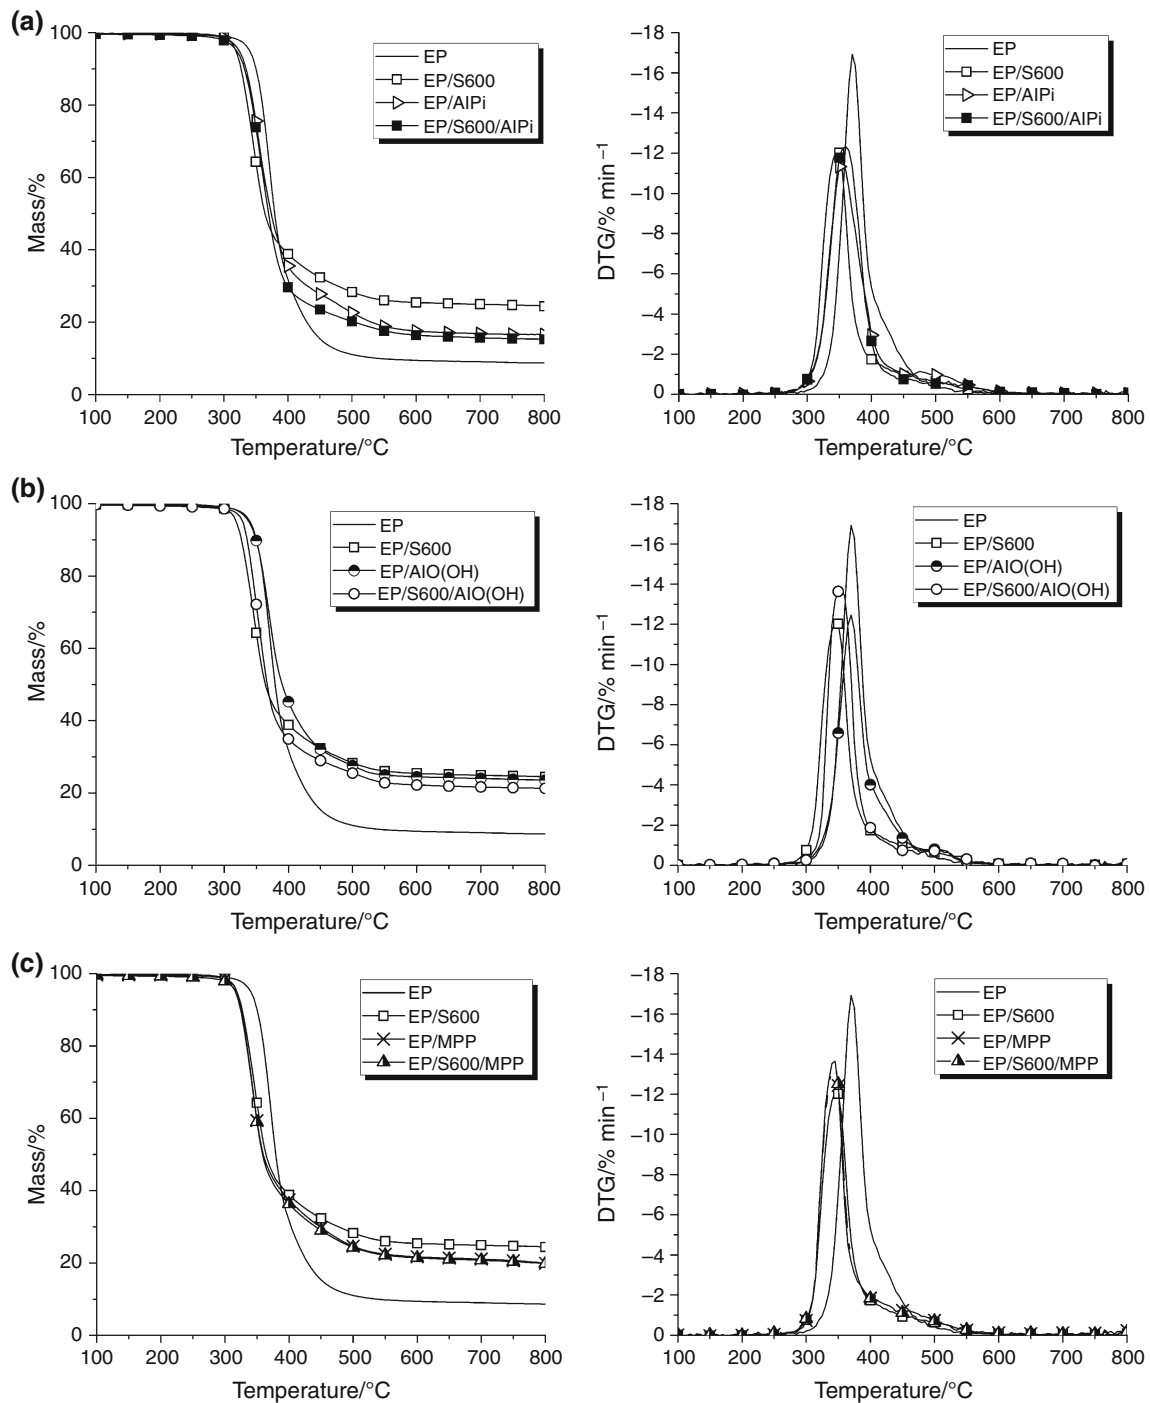 (a)
100
80
60
40
20
0
Mass/%
EP
EP/S600
EP/AIPi
EP/S600/AIPi
100 200 300 400 500 600 700 800
Temperature/°C
–18
–16
–14
–12
–10
–8
–6
–4
–2
0
DTG/% min⁻¹
EP
EP/S600
EP/AIPi
EP/S600/AIPi
100 200 300 400 500 600 700 800
Temperature/°C
(b)
100
80
60
40
20
0
Mass/%
EP
EP/S600
EP/AIO(OH)
EP/S600/AIO(OH)
100 200 300 400 500 600 700 800
Temperature/°C
–18
–16
–14
–12
–10
–8
–6
–4
–2
0
DTG/% min⁻¹
EP
EP/S600
EP/AIO(OH)
EP/S600/AIO(OH)
100 200 300 400 500 600 700 800
Temperature/°C
(c)
100
80
60
40
20
0
Mass/%
EP
EP/S600
EP/MPP
EP/S600/MPP
100 200 300 400 500 600 700 800
Temperature/°C
–18
–16
–14
–12
–10
–8
–6
–4
–2
0
DTG/% min⁻¹
EP
EP/S600
EP/MPP
EP/S600/MPP
100 200 300 400 500 600 700 800
Temperature/°C